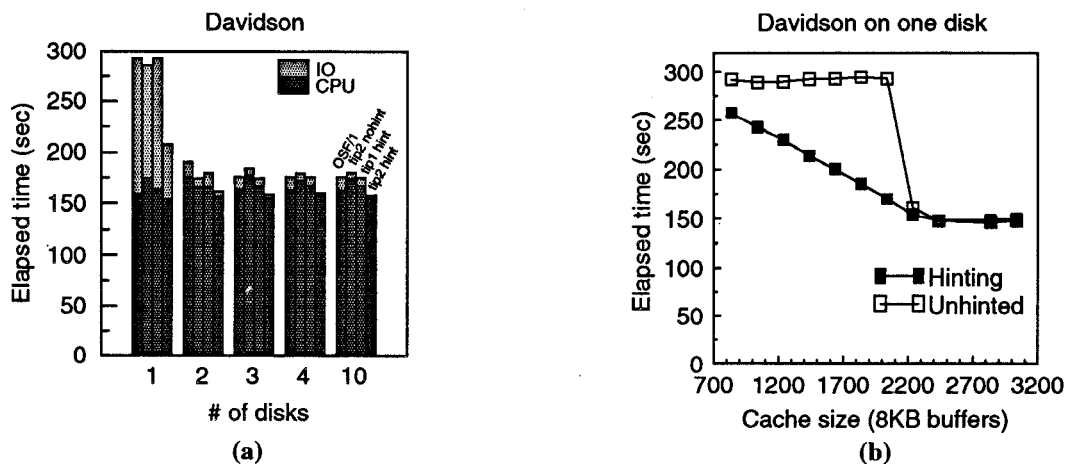 Davidson
300
250
200
150
100
50
0
Elapsed time (sec)
IO
CPU
OSF/1
tip2 nohint
tip1 hint
tip2 hint
1 2 3 4 10
# of disks
(a)
Davidson on one disk
300
250
200
150
100
50
0
Elapsed time (sec)
Hinting
Unhinted
700 1200 1700 2200 2700 3200
Cache size (8KB buffers)
(b)